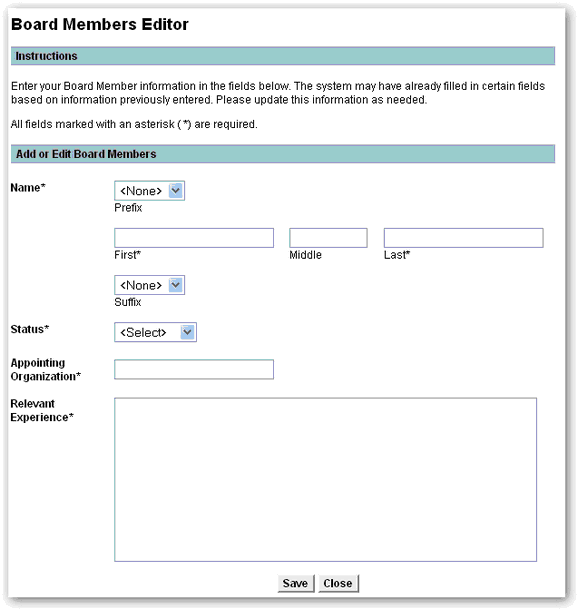 Board Members Editor
Instructions
Enter your Board Member information in the fields below. The system may have already filled in certain fields
based on information previously entered. Please update this information as needed.
All fields marked with an asterisk (*) are required.
Add or Edit Board Members
Name*
<None>
Prefix
First* Middle Last*
<None>
Suffix
Status* <Select>
Appointing
Organization*
Relevant
Experience*
Save Close